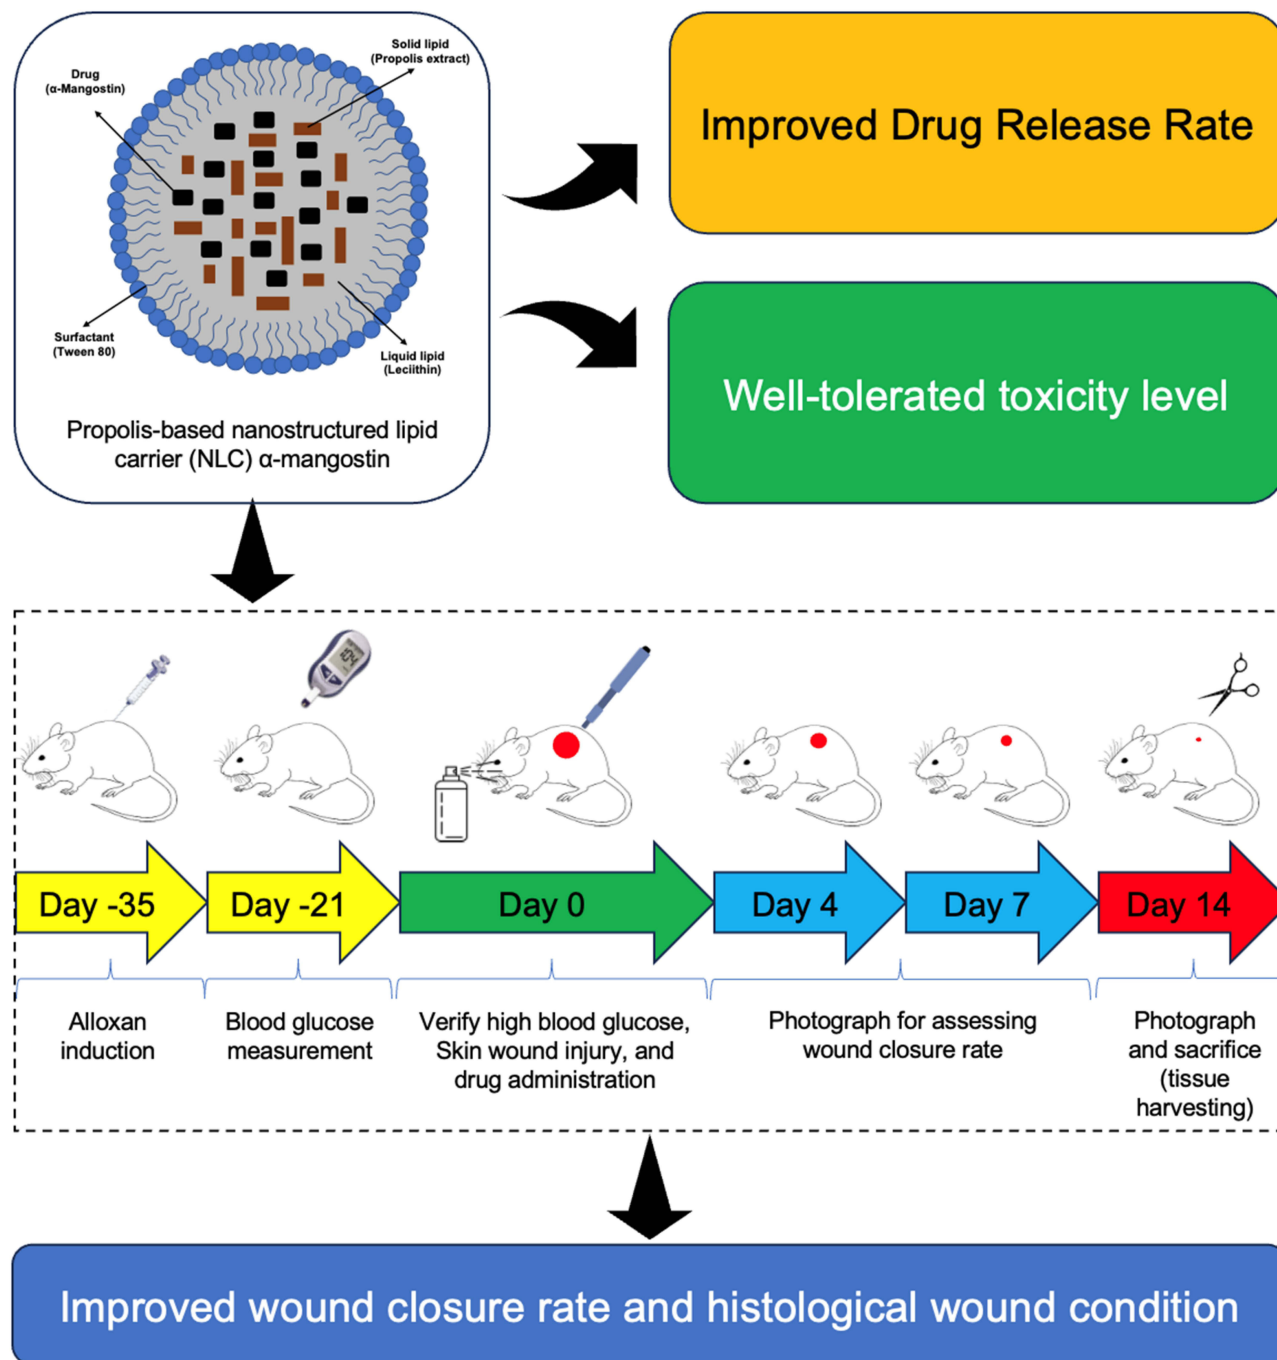 Solid lipid
(Propolis extract)
Drug
(α-Mangostin)
Surfactant
(Tween 80)
Liquid lipid
(Leciithin)
Propolis-based nanostructured lipid
carrier (NLC) α-mangostin
Improved Drug Release Rate
Well-tolerated toxicity level
104
Day -35
Day -21
Day 0
Day 4
Day 7
Day 14
Alloxan
induction
Blood glucose
measurement
Verify high blood glucose,
Skin wound injury, and
drug administration
Photograph for assessing
wound closure rate
Photograph
and sacrifice
(tissue
harvesting)
Improved wound closure rate and histological wound condition